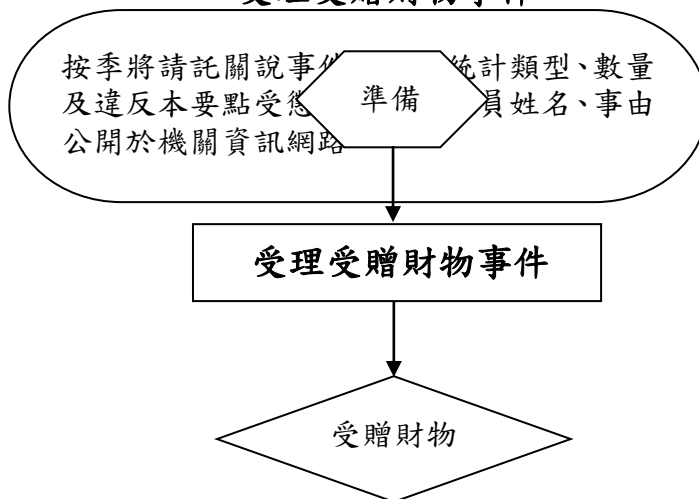 受理受贈財物事件
按季將請託關說事件 統計類型、數量
及違反本要點受懲 員姓名、事由
公開於機關資訊網路
準備
受理受贈財物事件
受贈財物